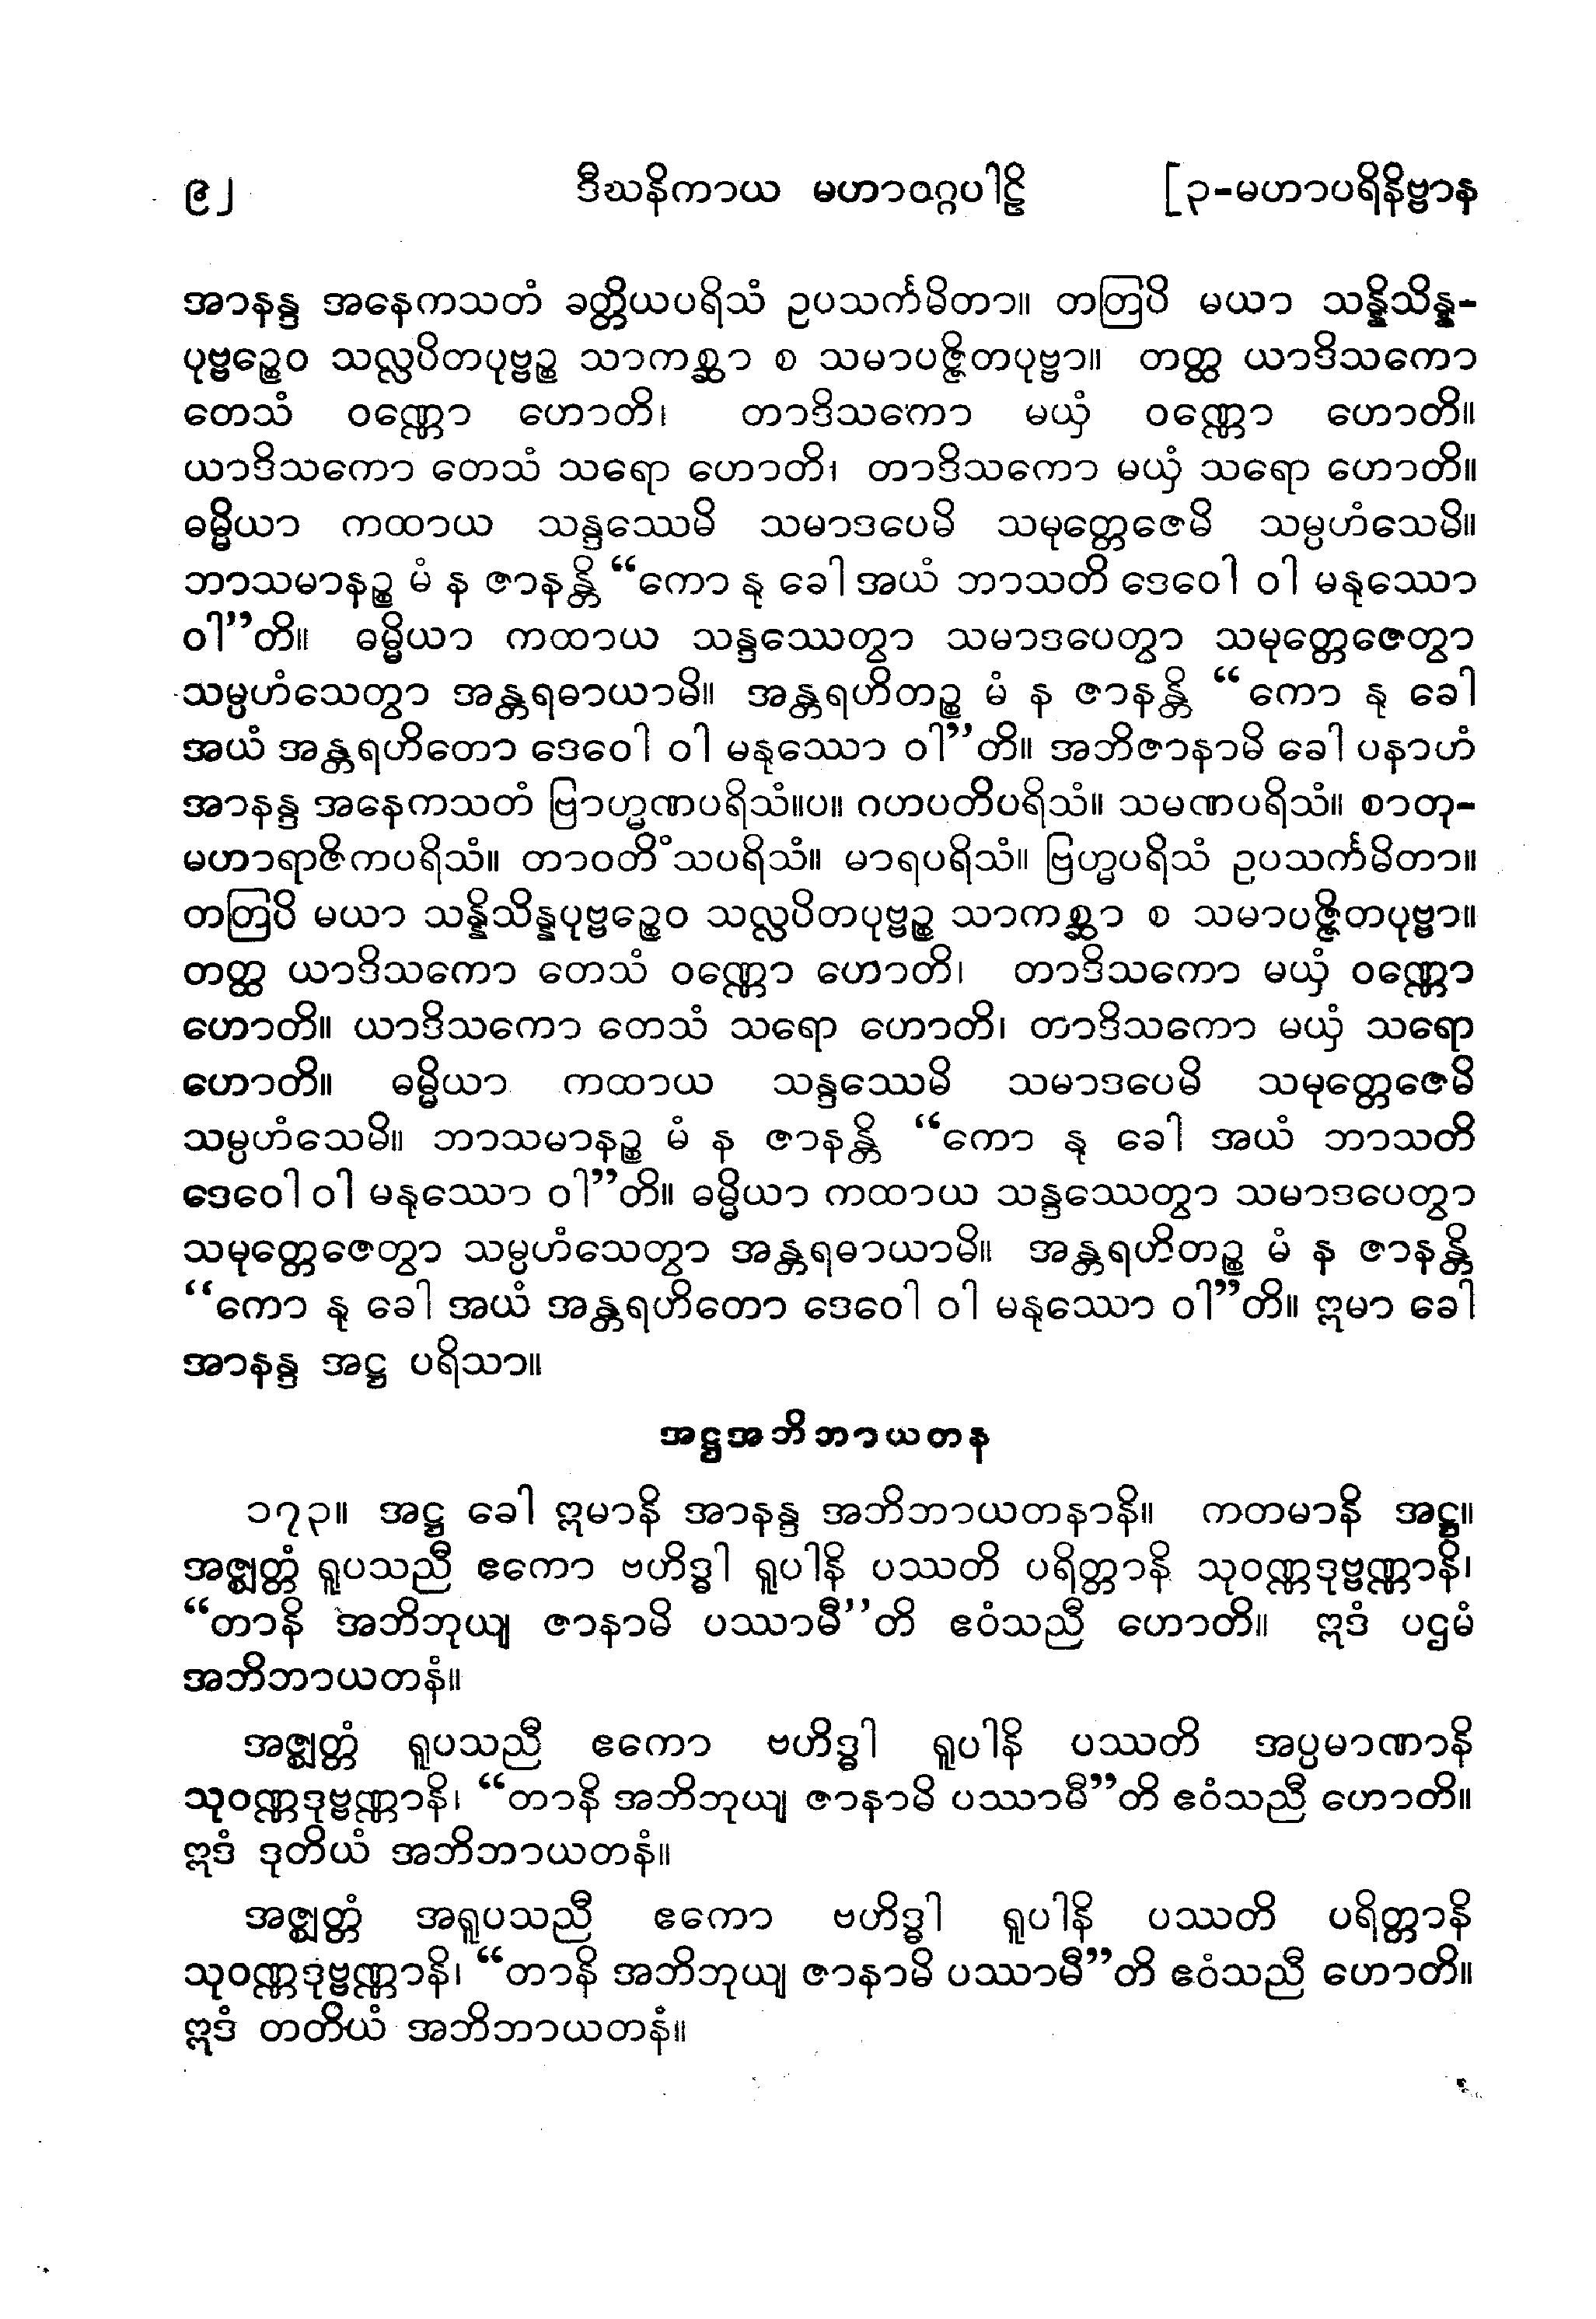 ၉၂ ဒီဃနိကာယ မဟာဝဂ္ဂပါဠိ [၃-မဟာပရိနိဗ္ဗာန
အာနန္ဒ အနေကသတံ ခတ္တိယပရိသံ ဥပသင်္ကမိတာ။ တတြပိ မယာ သန္နိသိန္န-
ပုဗ္ဗဉ္စေဝ သလ္လပိတပုဗ္ဗဉ္စ သာကစ္ဆာ စ သမာပဇ္ဇိတပုဗ္ဗာ။ တတ္ထ ယာဒိသကော
တေသံ ဝဏ္ဏော ဟောတိ၊ တာဒိသကော မယှံ ဝဏ္ဏော ဟောတိ။
ယာဒိသကော တေသံ သရော ဟောတိ၊ တာဒိသကော မယှံ သရော ဟောတိ။
ဓမ္မိယာ ကထာယ သန္ဒဿေမိ သမာဒပေမိ သမုတ္တေဇေမိ သမ္ပဟံသေမိ။
ဘာသမာနဉ္စ မံ န ဇာနန္တိ “ကော နု ခေါ အယံ ဘာသတိ ဒေဝေါ ဝါ မနုဿော
ဝါ”တိ။ ဓမ္မိယာ ကထာယ သန္ဒဿေတွာ သမာဒပေတွာ သမုတ္တေဇေတွာ
သမ္ပဟံသေတွာ အန္တရဓာယာမိ။ အန္တရဟိတဉ္စ မံ န ဇာနန္တိ “ကော နု ခေါ
အယံ အန္တရဟိတော ဒေဝေါ ဝါ မနုဿော ဝါ”တိ။ အဘိဇာနာမိ ခေါ ပနာဟံ
အာနန္ဒ အနေကသတံ ဗြာဟ္မဏပရိသံ။ပ။ ဂဟပတိပရိသံ။ သမဏပရိသံ။ စာတု-
မဟာရာဇိကပရိသံ။ တာဝတိံသပရိသံ။ မာရပရိသံ။ ဗြဟ္မပရိသံ ဥပသင်္ကမိတာ။
တတြပိ မယာ သန္နိသိန္နပုဗ္ဗဉ္စေဝ သလ္လပိတပုဗ္ဗဉ္စ သာကစ္ဆာ စ သမာပဇ္ဇိတပုဗ္ဗာ။
တတ္ထ ယာဒိသကော တေသံ ဝဏ္ဏော ဟောတိ၊ တာဒိသကော မယှံ ဝဏ္ဏော
ဟောတိ။ ယာဒိသကော တေသံ သရော ဟောတိ၊ တာဒိသကော မယှံ သရော
ဟောတိ။ ဓမ္မိယာ ကထာယ သန္ဒဿေမိ သမာဒပေမိ သမုတ္တေဇေမိ
သမ္ပဟံသေမိ။ ဘာသမာနဉ္စ မံ န ဇာနန္တိ “ကော နု ခေါ အယံ ဘာသတိ
ဒေဝေါ ဝါ မနုဿော ဝါ”တိ။ ဓမ္မိယာ ကထာယ သန္ဒဿေတွာ သမာဒပေတွာ
သမုတ္တေဇေတွာ သမ္ပဟံသေတွာ အန္တရဓာယာမိ။ အန္တရဟိတဉ္စ မံ န ဇာနန္တိ
“ကော နု ခေါ အယံ အန္တရဟိတော ဒေဝေါ ဝါ မနုဿော ဝါ”တိ။ ဣမာ ခေါ
အာနန္ဒ အဋ္ဌ ပရိသာ။
အဋ္ဌအဘိဘာယတန
၁၇၃။ အဋ္ဌ ခေါ ဣမာနိ အာနန္ဒ အဘိဘာယတနာနိ။ ကတမာနိ အဋ္ဌ။
အဇ္ဈတ္တံ ရူပသညီ ဧကော ဗဟိဒ္ဓါ ရူပါနိ ပဿတိ ပရိတ္တာနိ သုဝဏ္ဏဒုဗ္ဗဏ္ဏာနိ၊
“တာနိ အဘိဘုယျ ဇာနာမိ ပဿာမီ”တိ ဧဝံသညီ ဟောတိ။ ဣဒံ ပဌမံ
အဘိဘာယတနံ။
အဇ္ဈတ္တံ ရူပသညီ ဧကော ဗဟိဒ္ဓါ ရူပါနိ ပဿတိ အပ္ပမာဏာနိ
သုဝဏ္ဏဒုဗ္ဗဏ္ဏာနိ၊ “တာနိ အဘိဘုယျ ဇာနာမိ ပဿာမီ”တိ ဧဝံသညီ ဟောတိ။
ဣဒံ ဒုတိယံ အဘိဘာယတနံ။
အဇ္ဈတ္တံ အရူပသညီ ဧကော ဗဟိဒ္ဓါ ရူပါနိ ပဿတိ ပရိတ္တာနိ
သုဝဏ္ဏဒုဗ္ဗဏ္ဏာနိ၊ “တာနိ အဘိဘုယျ ဇာနာမိ ပဿာမီ”တိ ဧဝံသညီ ဟောတိ။
ဣဒံ တတိယံ အဘိဘာယတနံ။